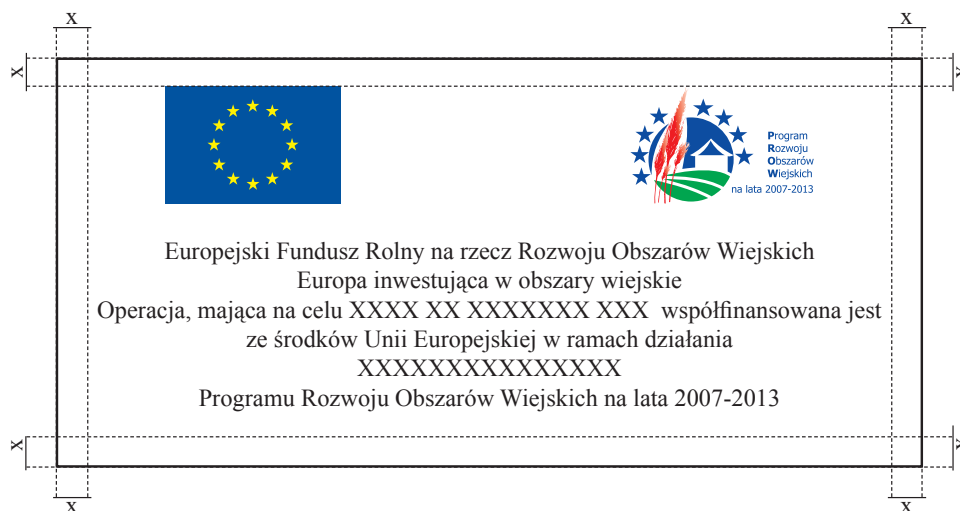 x x
x x
Program
Rozwoju
Obszarów
Wiejskich
na lata 2007-2013
Europejski Fundusz Rolny na rzecz Rozwoju Obszarów Wiejskich
Europa inwestująca w obszary wiejskie
Operacja, mająca na celu XXXX XX XXXXXXX XXX współfinansowana jest
ze środków Unii Europejskiej w ramach działania
XXXXXXXXXXXXXXX
Programu Rozwoju Obszarów Wiejskich na lata 2007-2013
x x
x x